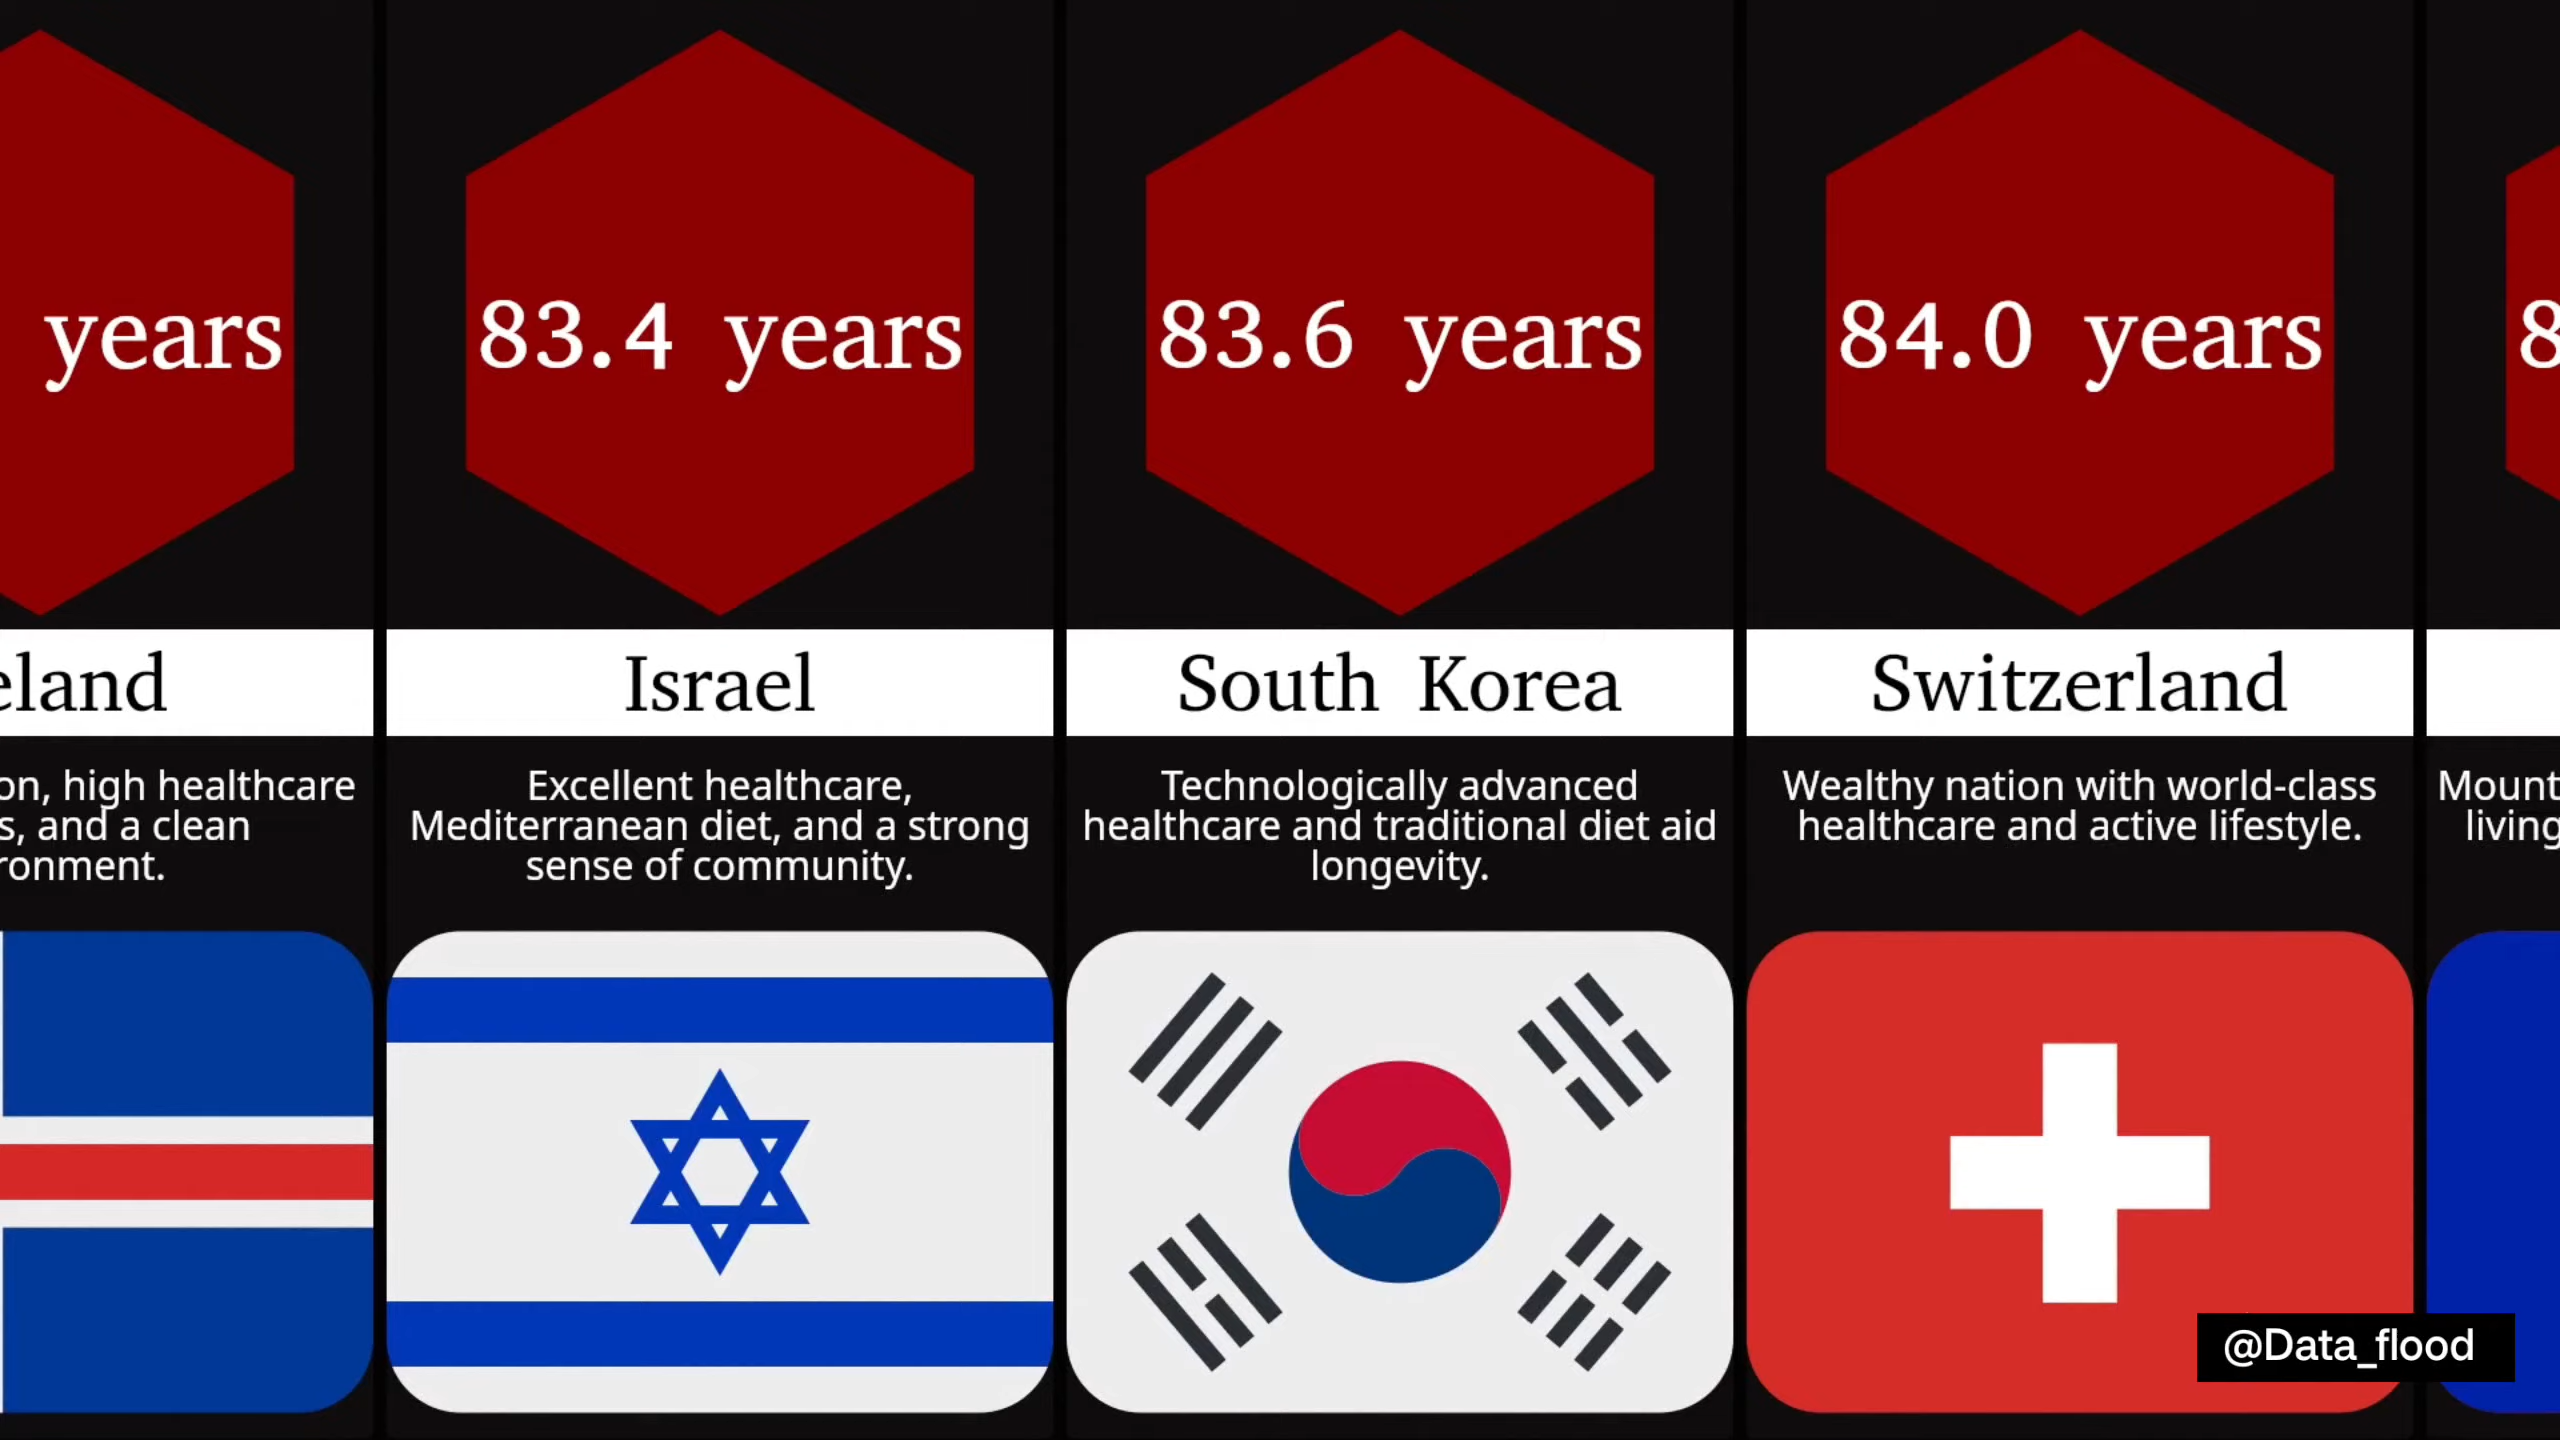 years
83.4 years
83.6 years
84.0 years
8
eland
Israel
South Korea
Switzerland
on, high healthcare
s, and a clean
ronment.
Excellent healthcare,
Mediterranean diet, and a strong
sense of community.
Technologically advanced
healthcare and traditional diet aid
longevity.
Wealthy nation with world-class
healthcare and active lifestyle.
Mount
living
@Data_flood